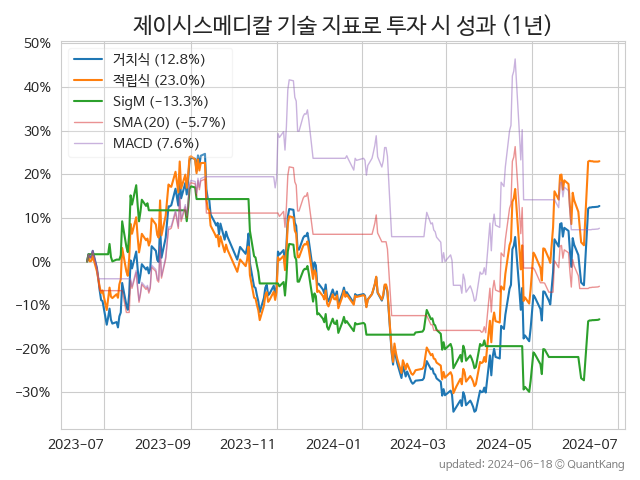 제이시스메디칼 기술 지표로 투자 시 성과 (1년)
50%
40%
30%
20%
10%
0%
−10%
−20%
−30%
거치식 (12.8%)
적립식 (23.0%)
SigM (−13.3%)
SMA(20) (−5.7%)
MACD (7.6%)
2023-07
2023-09
2023-11
2024-01
2024-03
2024-05
2024-07
updated: 2024-06-18 © QuantKang